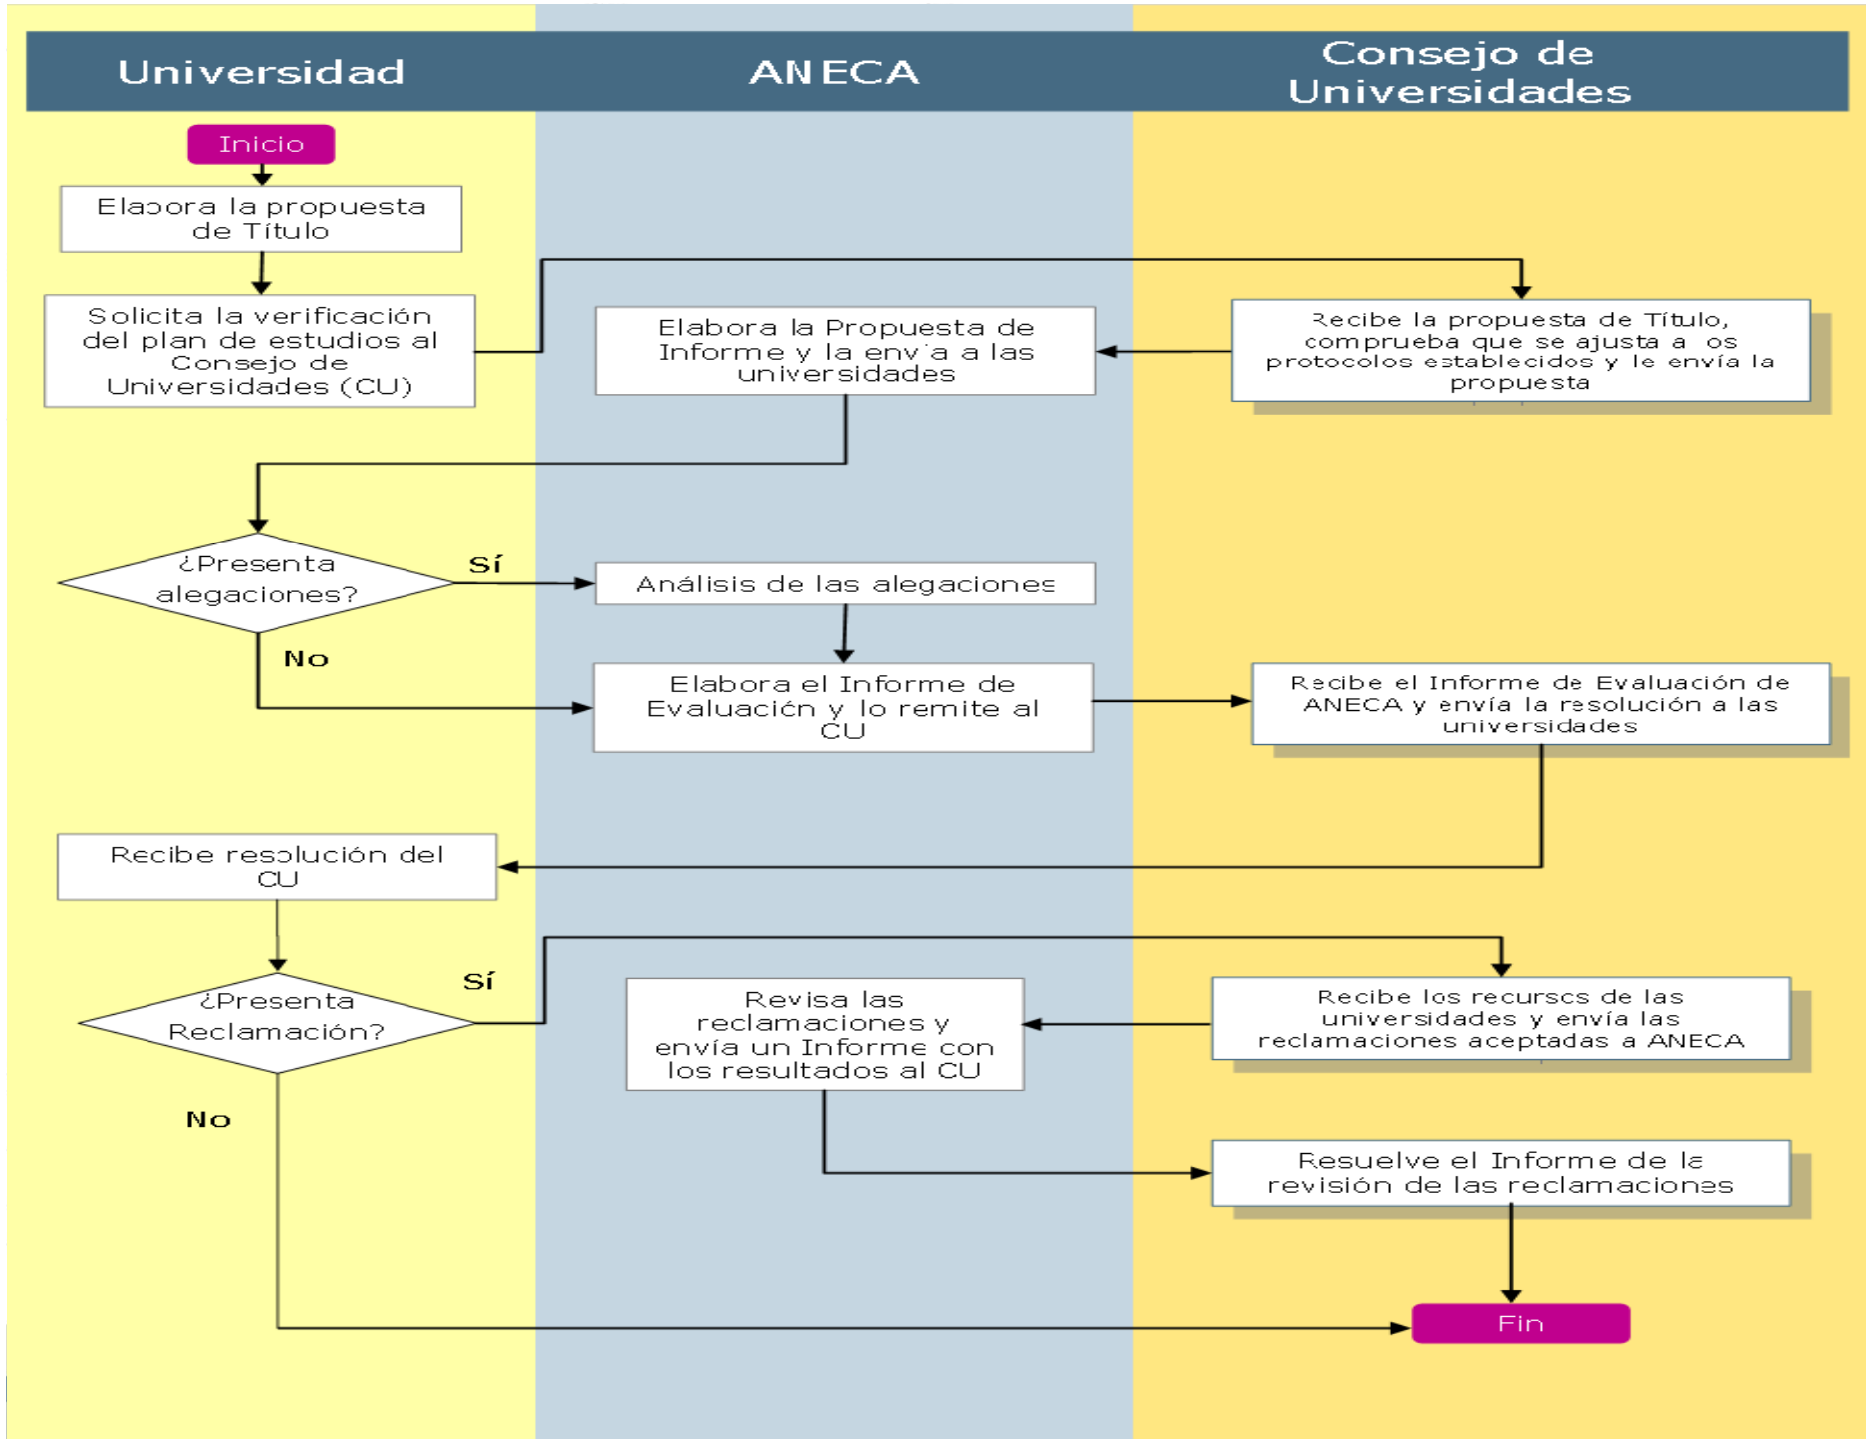 Universidad
ANECA
Consejo de
Universidades
Inicio
Elabora la propuesta
de Título
Solicita la verificación
del plan de estudios al
Consejo de
Universidades (CU)
Elabora la Propuesta de
Informe y la envía a las
universidades
Recibe la propuesta de Título,
comprueba que se ajusta a los
protocolos establecidos y le envía la
propuesta
¿Presenta
alegaciones?
Sí
No
Análisis de las alegaciones
Elabora el Informe de
Evaluación y lo remite al
CU
Recibe el Informe de Evaluación de
ANECA y envía la resolución a las
universidades
Recibe resolución del
CU
¿Presenta
Reclamación?
Sí
No
Revisa las
reclamaciones y
envía un Informe con
los resultados al CU
Recibe los recursos de las
universidades y envía las
reclamaciones aceptadas a ANECA
Resuelve el Informe de la
revisión de las reclamaciones
Fin